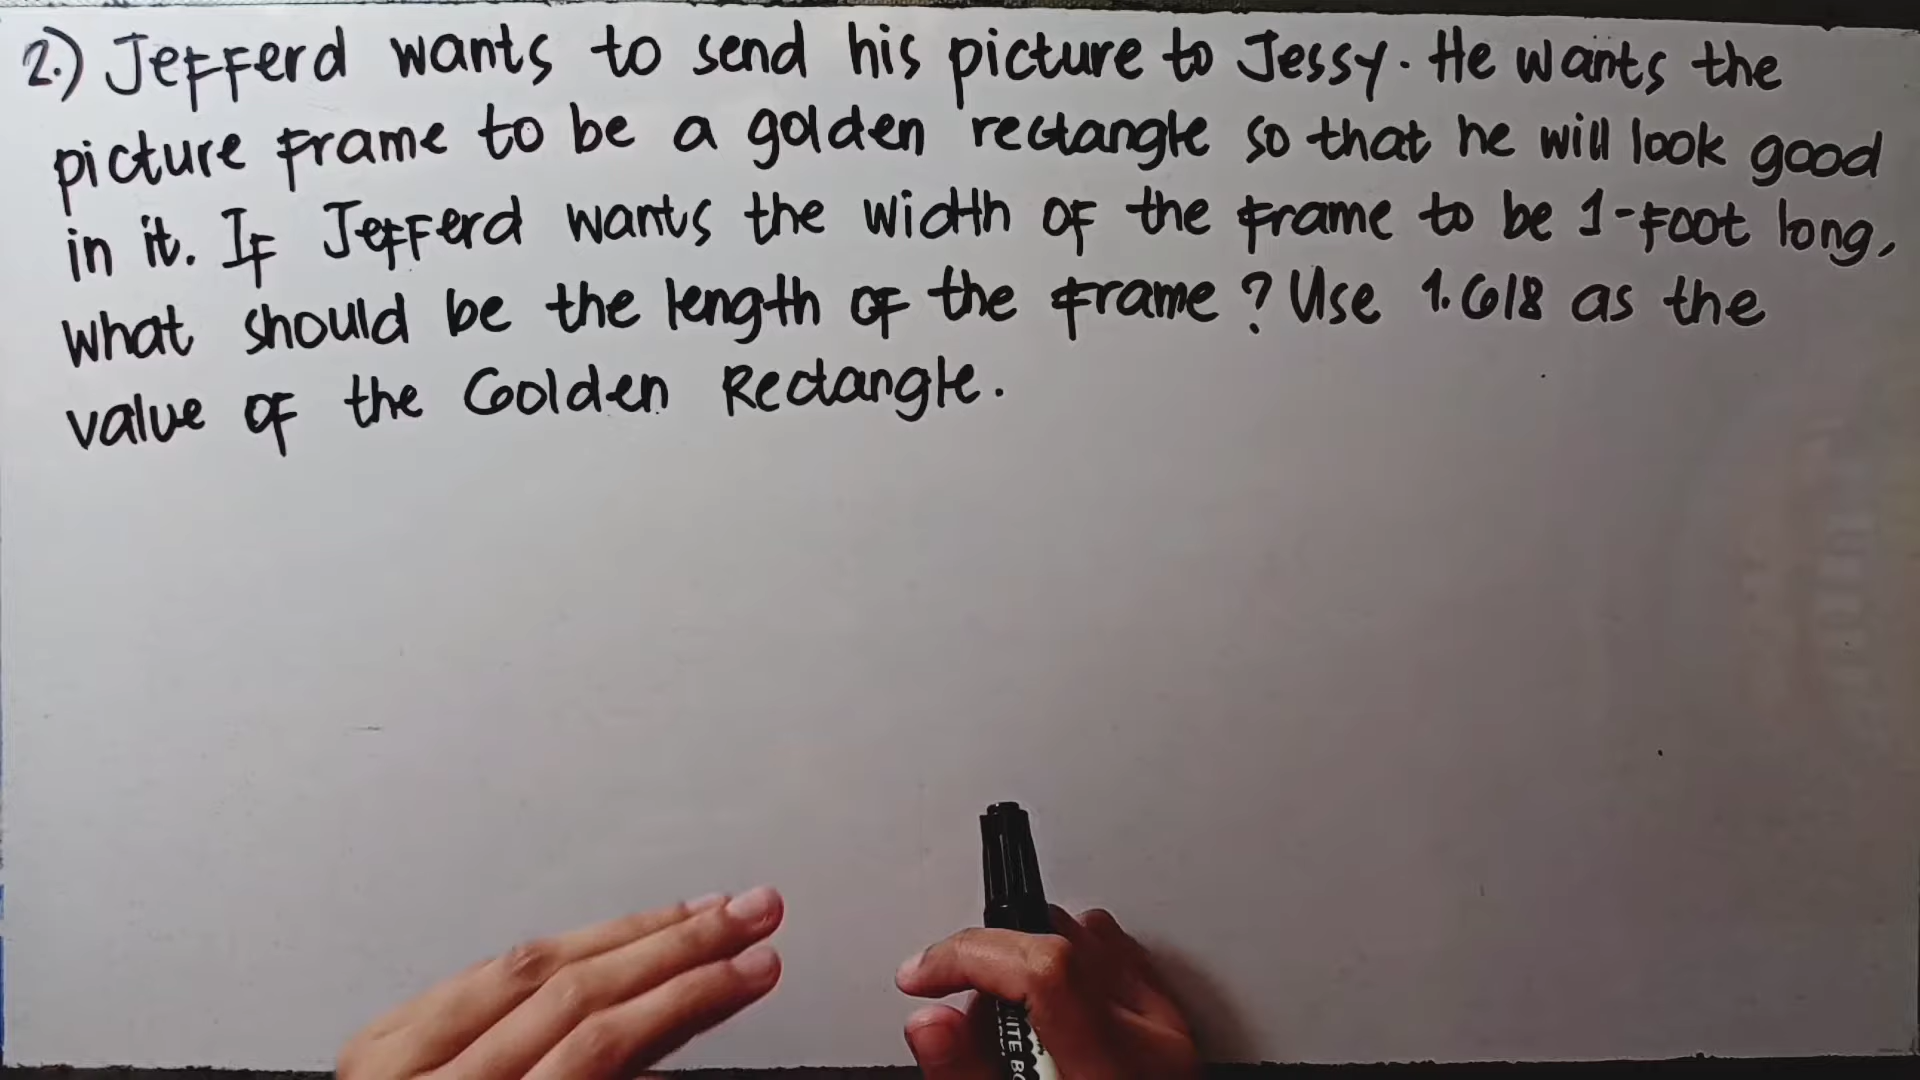 2.) Jefferd wants to send his picture to Jessy. He wants the
picture frame to be a golden rectangle so that he will look good
in it. If Jefferd wants the width of the frame to be 1-foot long,
what should be the length of the frame? Use 1.618 as the
value of the Golden Rectangle.